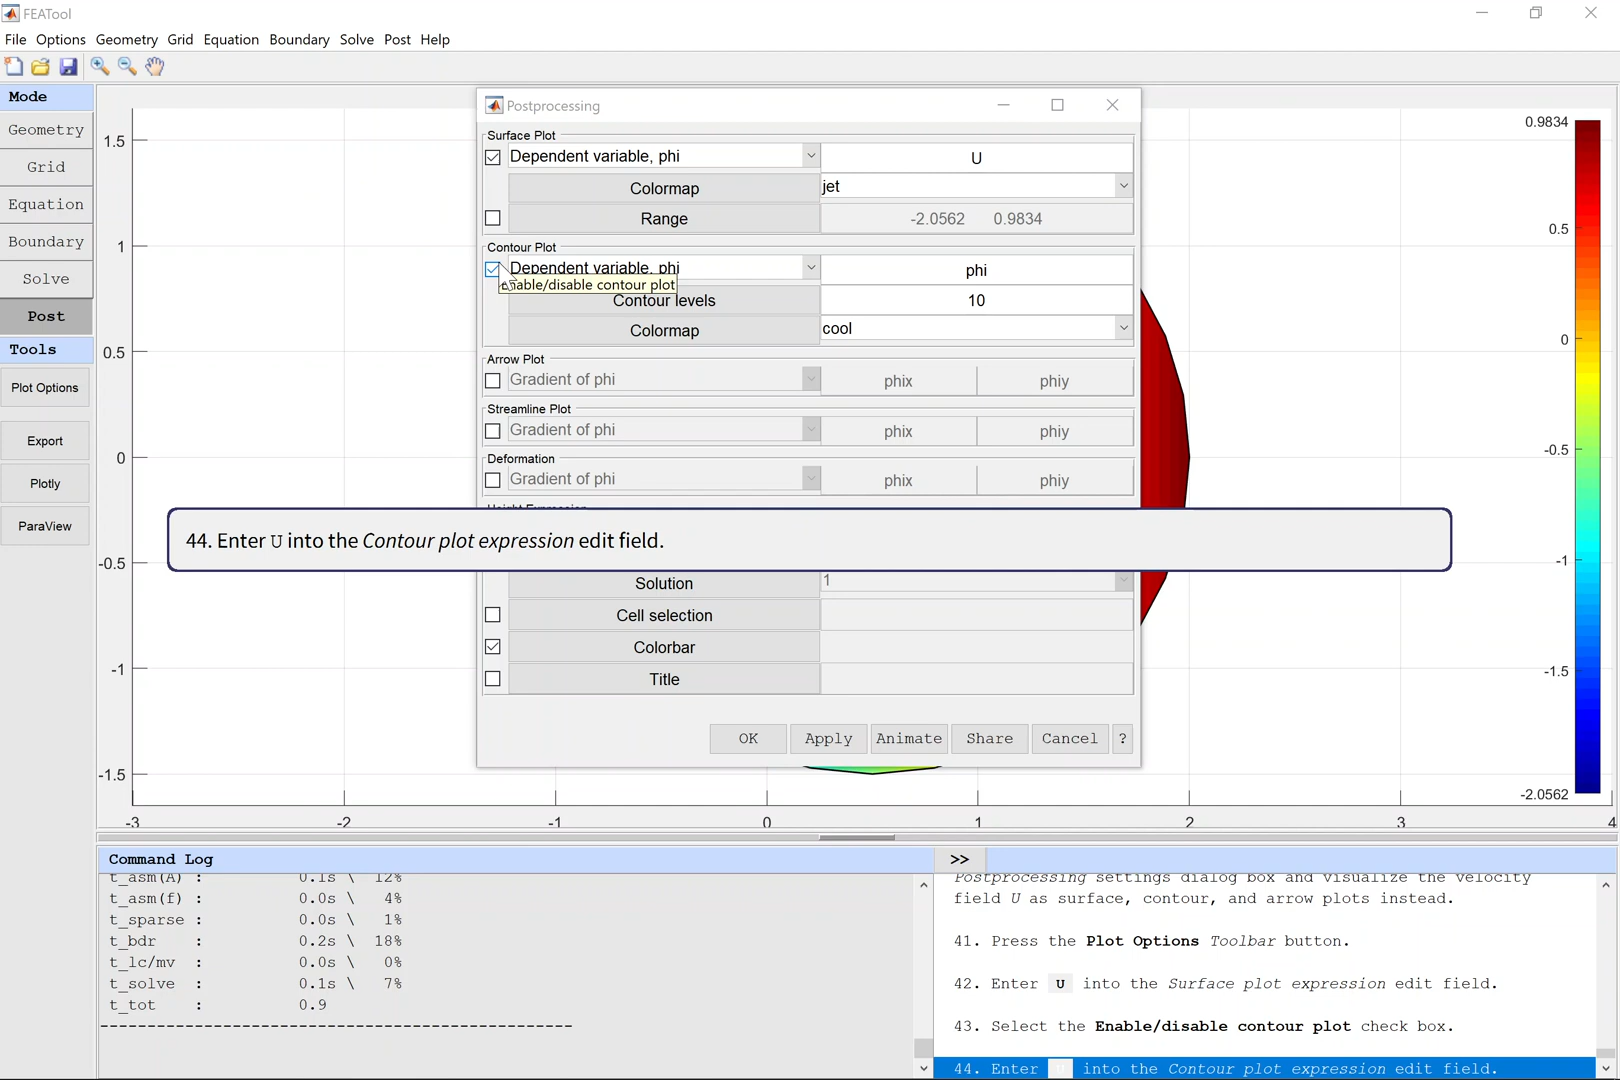 FEATool
File Options Geometry Grid Equation Boundary Solve Post Help
Mode
Geometry
Grid
Equation
Boundary
Solve
Post
Tools
Plot Options
Export
Plotly
ParaView
1.5
1
0.5
0
-0.5
-1
-1.5
-3 -2 -1 0 1 2 3 4
Postprocessing
Surface Plot
Dependent variable, phi U
Colormap jet
Range -2.0562 0.9834
Contour Plot
Dependent variable, phi phi
Enable/disable contour plot
Contour levels 10
Colormap cool
Arrow Plot
Gradient of phi phix phiy
Streamline Plot
Gradient of phi phix phiy
Deformation
Gradient of phi phix phiy
Height Expression
44. Enter U into the Contour plot expression edit field.
Solution 1
Cell selection
Colorbar
Title
OK Apply Animate Share Cancel ?
0.9834
0.5
0
-0.5
-1
-1.5
-2.0562
Command Log
t_asm(A) : 0.1s \ 12%
t_asm(f) : 0.0s \ 4%
t_sparse : 0.0s \ 1%
t_bdr : 0.2s \ 18%
t_lc/mv : 0.0s \ 0%
t_solve : 0.1s \ 7%
t_tot : 0.9
--------------------------------------------------
>>
Postprocessing settings dialog box and visualize the velocity
field U as surface, contour, and arrow plots instead.
41. Press the Plot Options Toolbar button.
42. Enter U into the Surface plot expression edit field.
43. Select the Enable/disable contour plot check box.
44. Enter U into the Contour plot expression edit field.